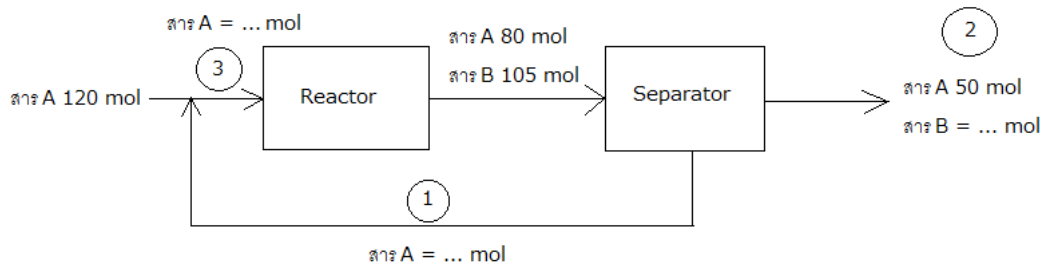 สาร A = ... mol
3
สาร A 120 mol
Reactor
สาร A 80 mol
สาร B 105 mol
Separator
2
สาร A 50 mol
สาร B = ... mol
1
สาร A = ... mol